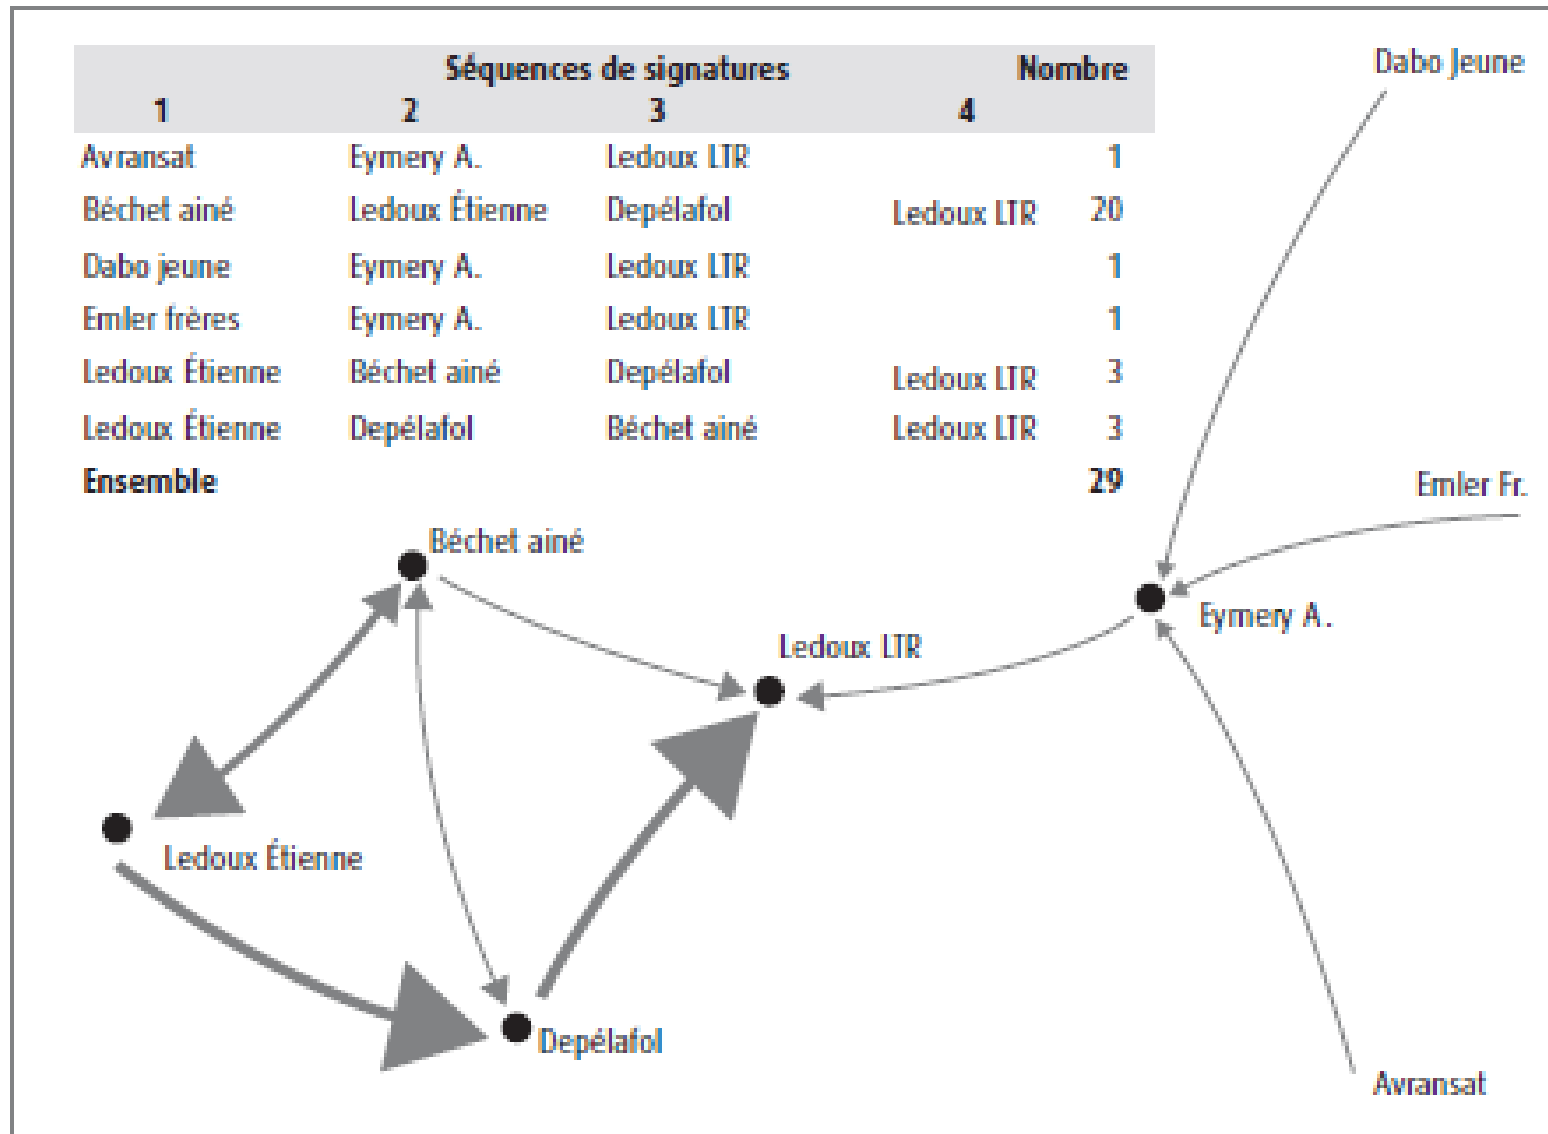 Séquences de signatures Nombre
1 2 3 4
Avransat Eymery A. Ledoux LTR 1
Béchet ainé Ledoux Étienne Depélafol Ledoux LTR 20
Dabo jeune Eymery A. Ledoux LTR 1
Emler frères Eymery A. Ledoux LTR 1
Ledoux Étienne Béchet ainé Depélafol Ledoux LTR 3
Ledoux Étienne Depélafol Béchet ainé Ledoux LTR 3
Ensemble 29
Dabo Jeune
Emler Fr.
Béchet ainé
Eymery A.
Ledoux LTR
Ledoux Étienne
Depélafol
Avransat